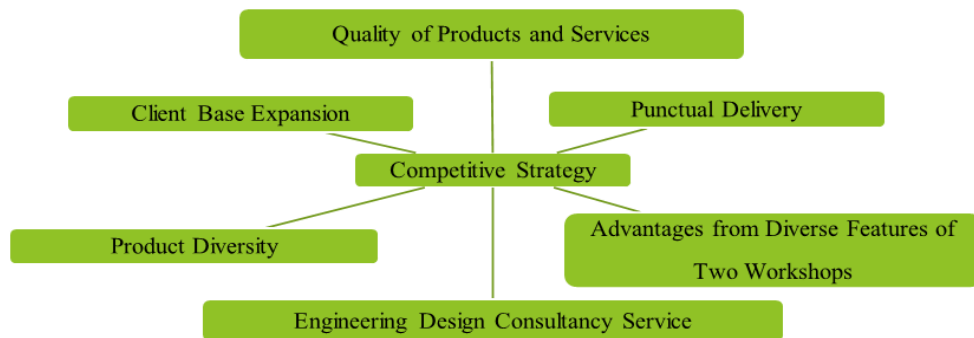 Quality of Products and Services
Client Base Expansion
Punctual Delivery
Competitive Strategy
Product Diversity
Advantages from Diverse Features of
Two Workshops
Engineering Design Consultancy Service